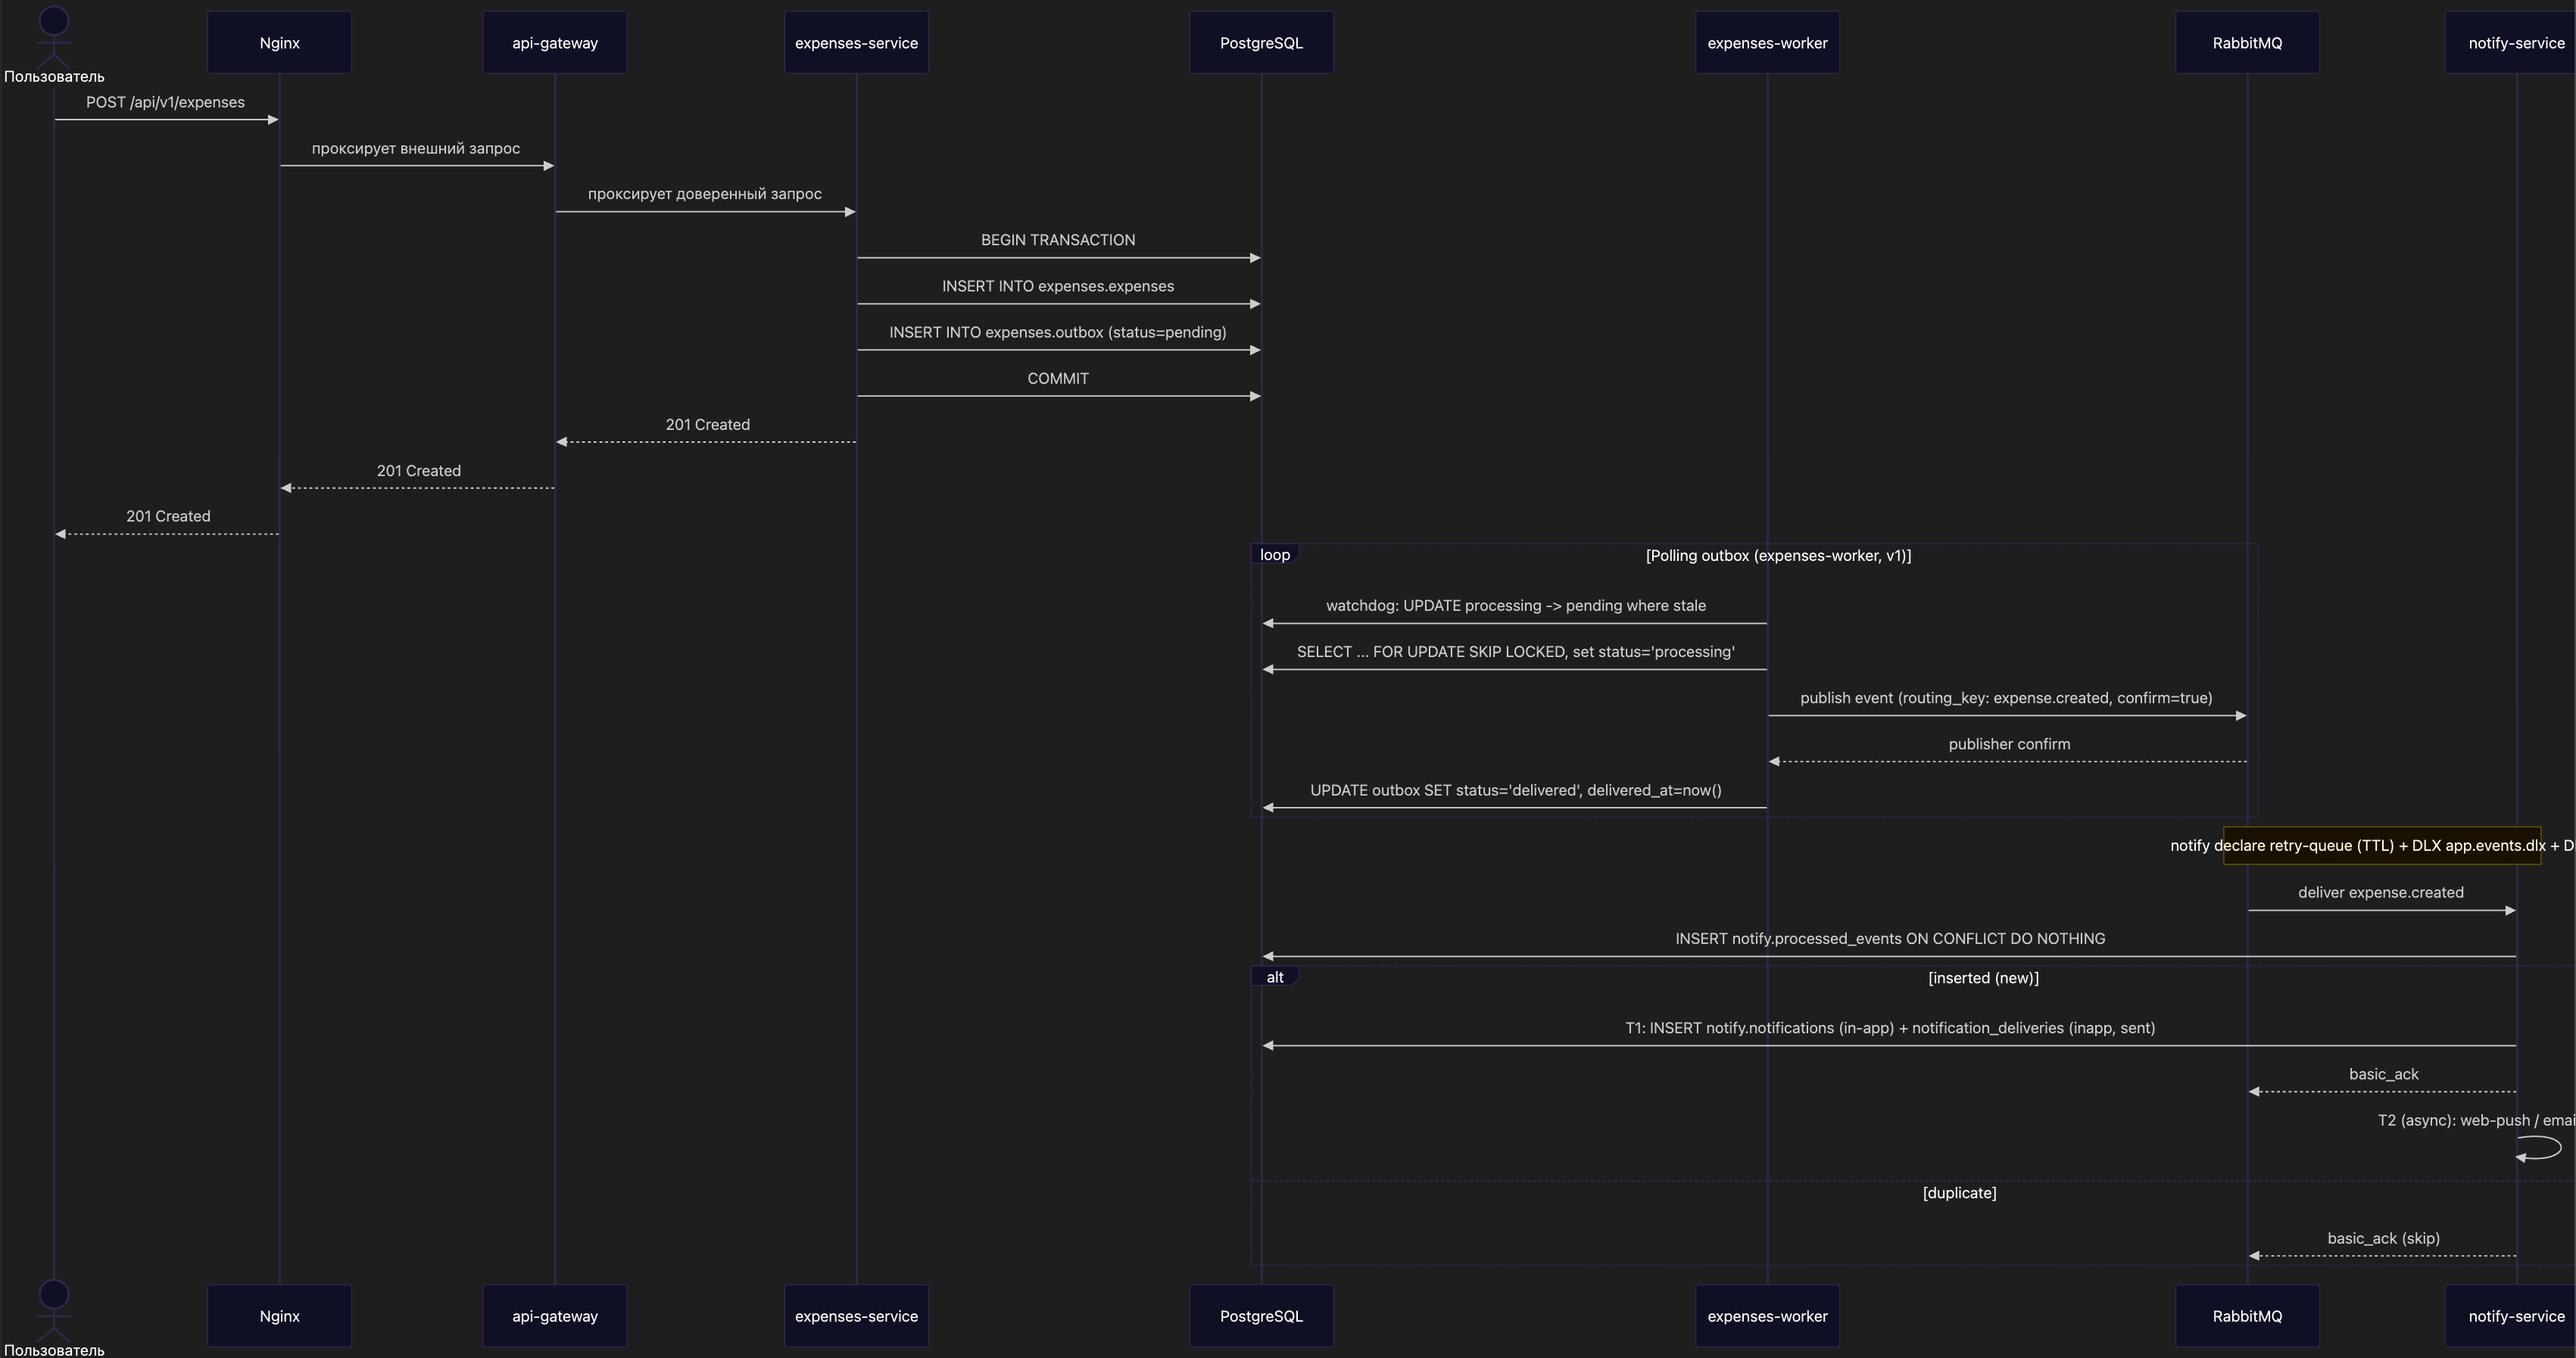 Пользователь
Nginx
api-gateway
expenses-service
PostgreSQL
expenses-worker
RabbitMQ
notify-service
POST /api/v1/expenses
проксирует внешний запрос
проксирует доверенный запрос
BEGIN TRANSACTION
INSERT INTO expenses.expenses
INSERT INTO expenses.outbox (status=pending)
COMMIT
201 Created
201 Created
201 Created
loop
[Polling outbox (expenses-worker, v1)]
watchdog: UPDATE processing -> pending where stale
SELECT ... FOR UPDATE SKIP LOCKED, set status='processing'
publish event (routing_key: expense.created, confirm=true)
publisher confirm
UPDATE outbox SET status='delivered', delivered_at=now()
notify declare retry-queue (TTL) + DLX app.events.dlx +
deliver expense.created
INSERT notify.processed_events ON CONFLICT DO NOTHING
alt
[inserted (new)]
T1: INSERT notify.notifications (in-app) + notification_deliveries (inapp, sent)
basic_ack
T2 (async): web-push /
[duplicate]
basic_ack (skip)
Пользователь
Nginx
api-gateway
expenses-service
PostgreSQL
expenses-worker
RabbitMQ
notify-service